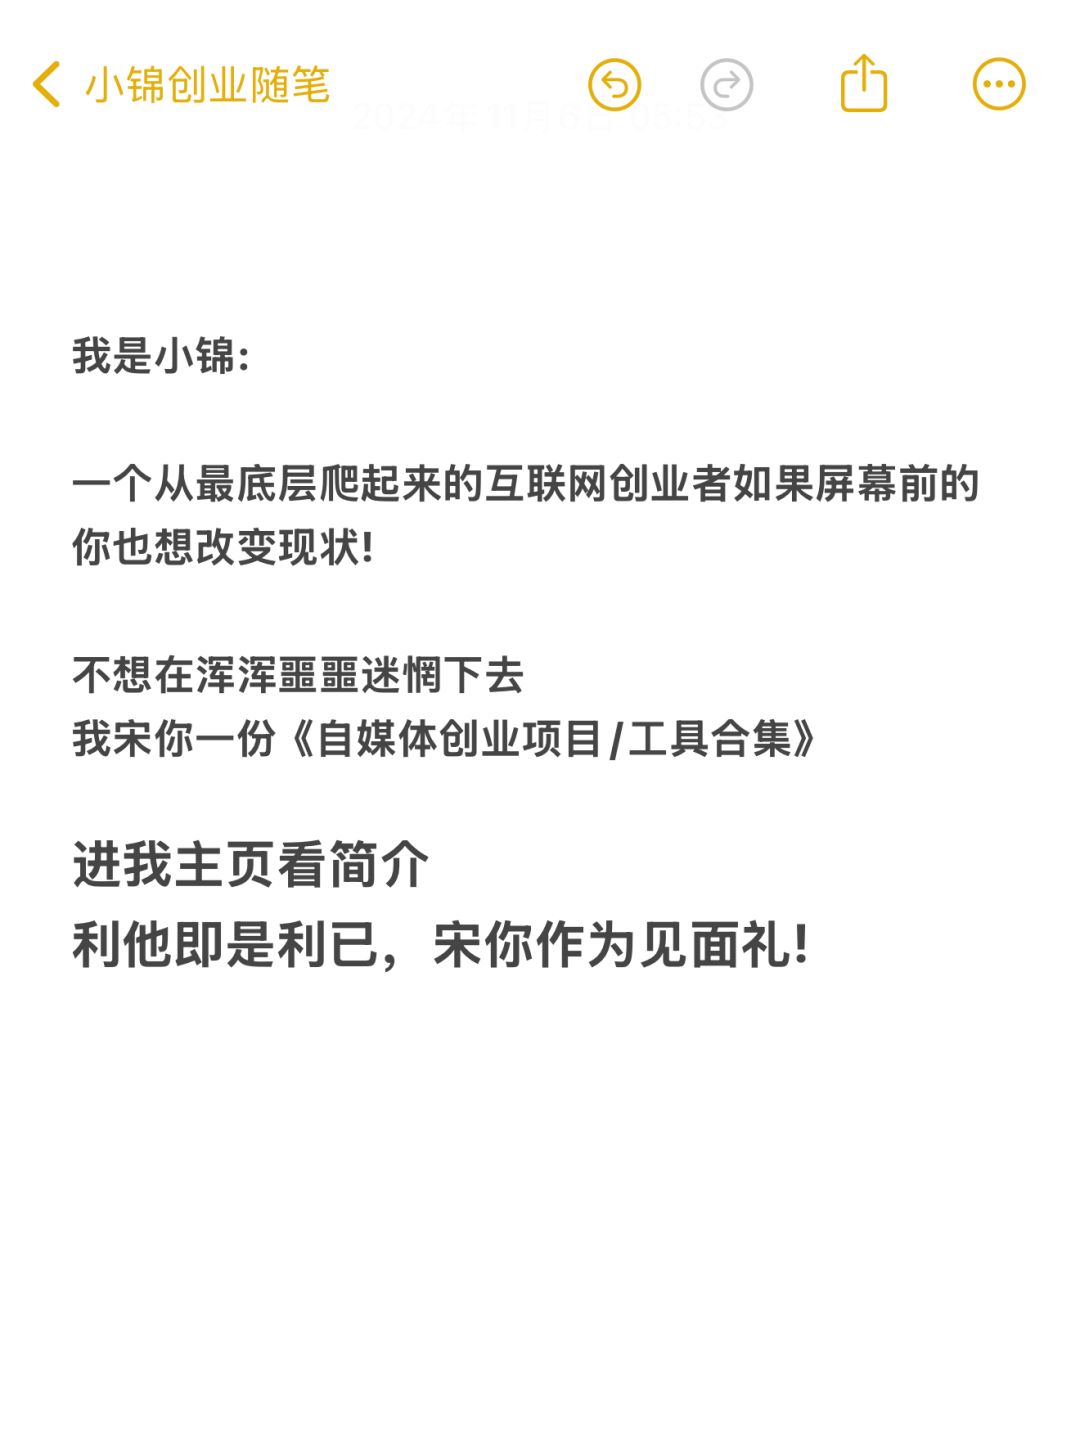 小锦创业随笔
2024年11月6日 05:53
我是小锦:
一个从最底层爬起来的互联网创业者如果屏幕前的
你也想改变现状!
不想在浑浑噩噩迷惘下去
我宋你一份《自媒体创业项目/工具合集》
进我主页看简介
利他即是利已，宋你作为见面礼!